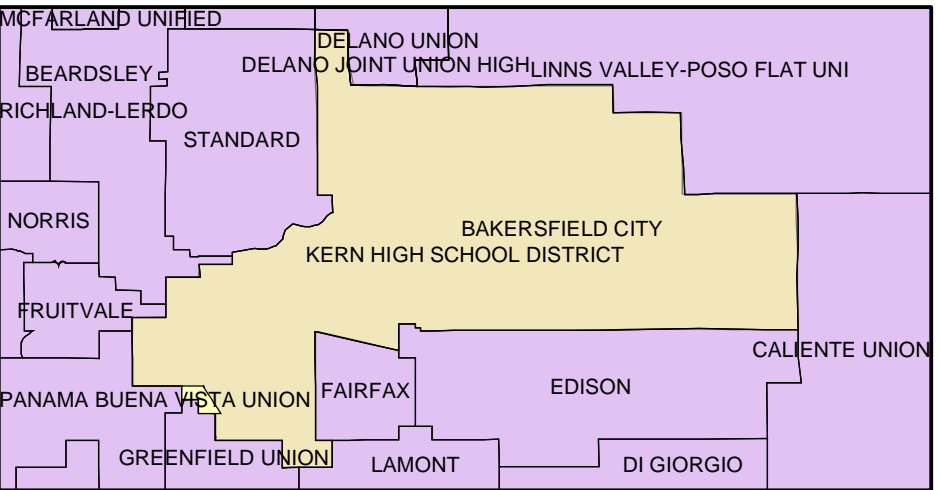 MCFARLAND UNIFIED
DELANO UNION
DELANO JOINT UNION HIGH
LINNS VALLEY-POSO FLAT UNI
BEARDSLEY
RICHLAND-LERDO
STANDARD
NORRIS
BAKERSFIELD CITY
KERN HIGH SCHOOL DISTRICT
FRUITVALE
CALIENTE UNION
FAIRFAX
EDISON
PANAMA BUENA VISTA UNION
GREENFIELD UNION
LAMONT
DI GIORGIO